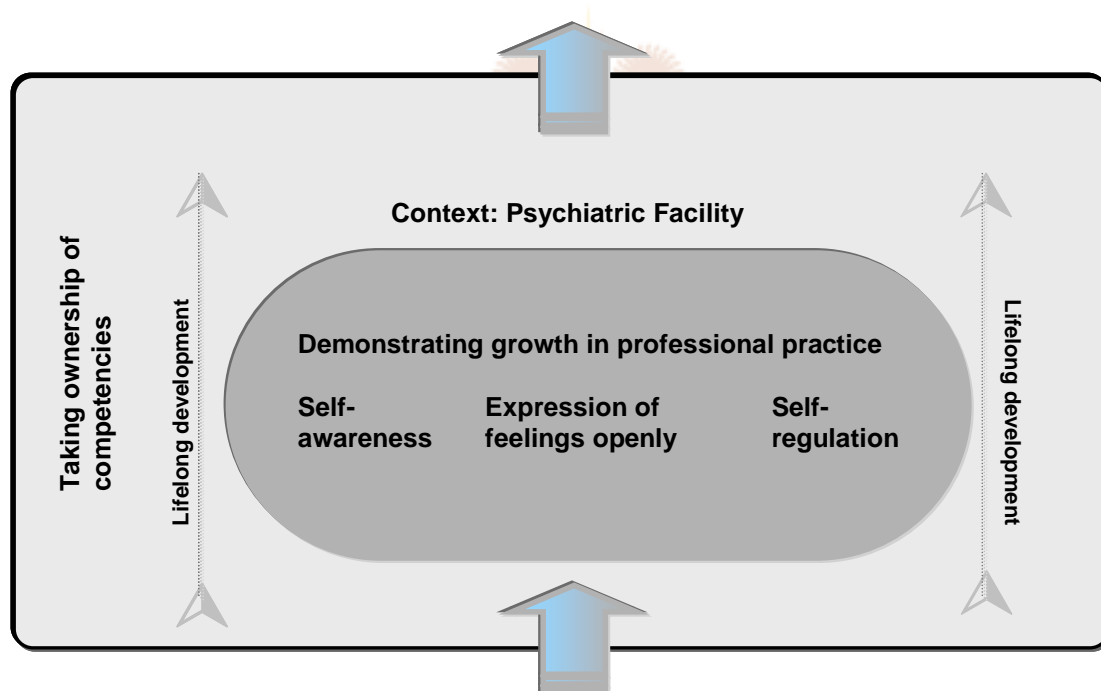 Context: Psychiatric Facility
Taking ownership of
competencies
Lifelong development
Demonstrating growth in professional practice
Self-
awareness
Expression of
feelings openly
Self-
regulation
Lifelong development